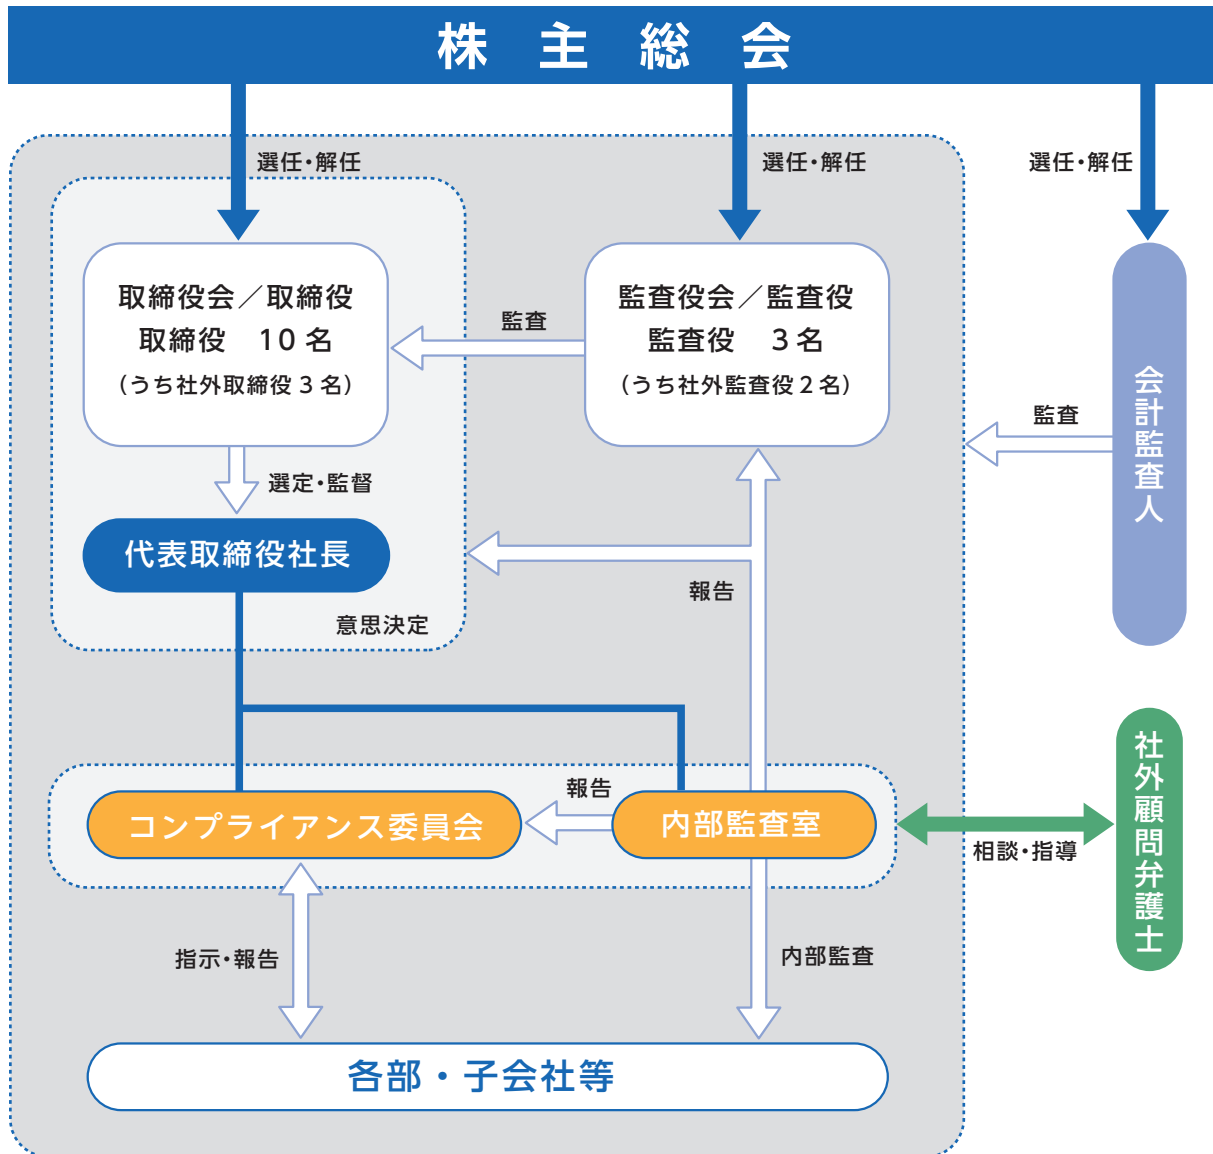 株主総会
選任・解任
選任・解任
選任・解任
取締役会／取締役
取締役　10名
（うち社外取締役3名）
監査
監査役会／監査役
監査役　3名
（うち社外監査役2名）
監査
会計監査人
選定・監督
代表取締役社長
意思決定
報告
報告
コンプライアンス委員会
内部監査室
相談・指導
社外顧問弁護士
指示・報告
内部監査
各部・子会社等